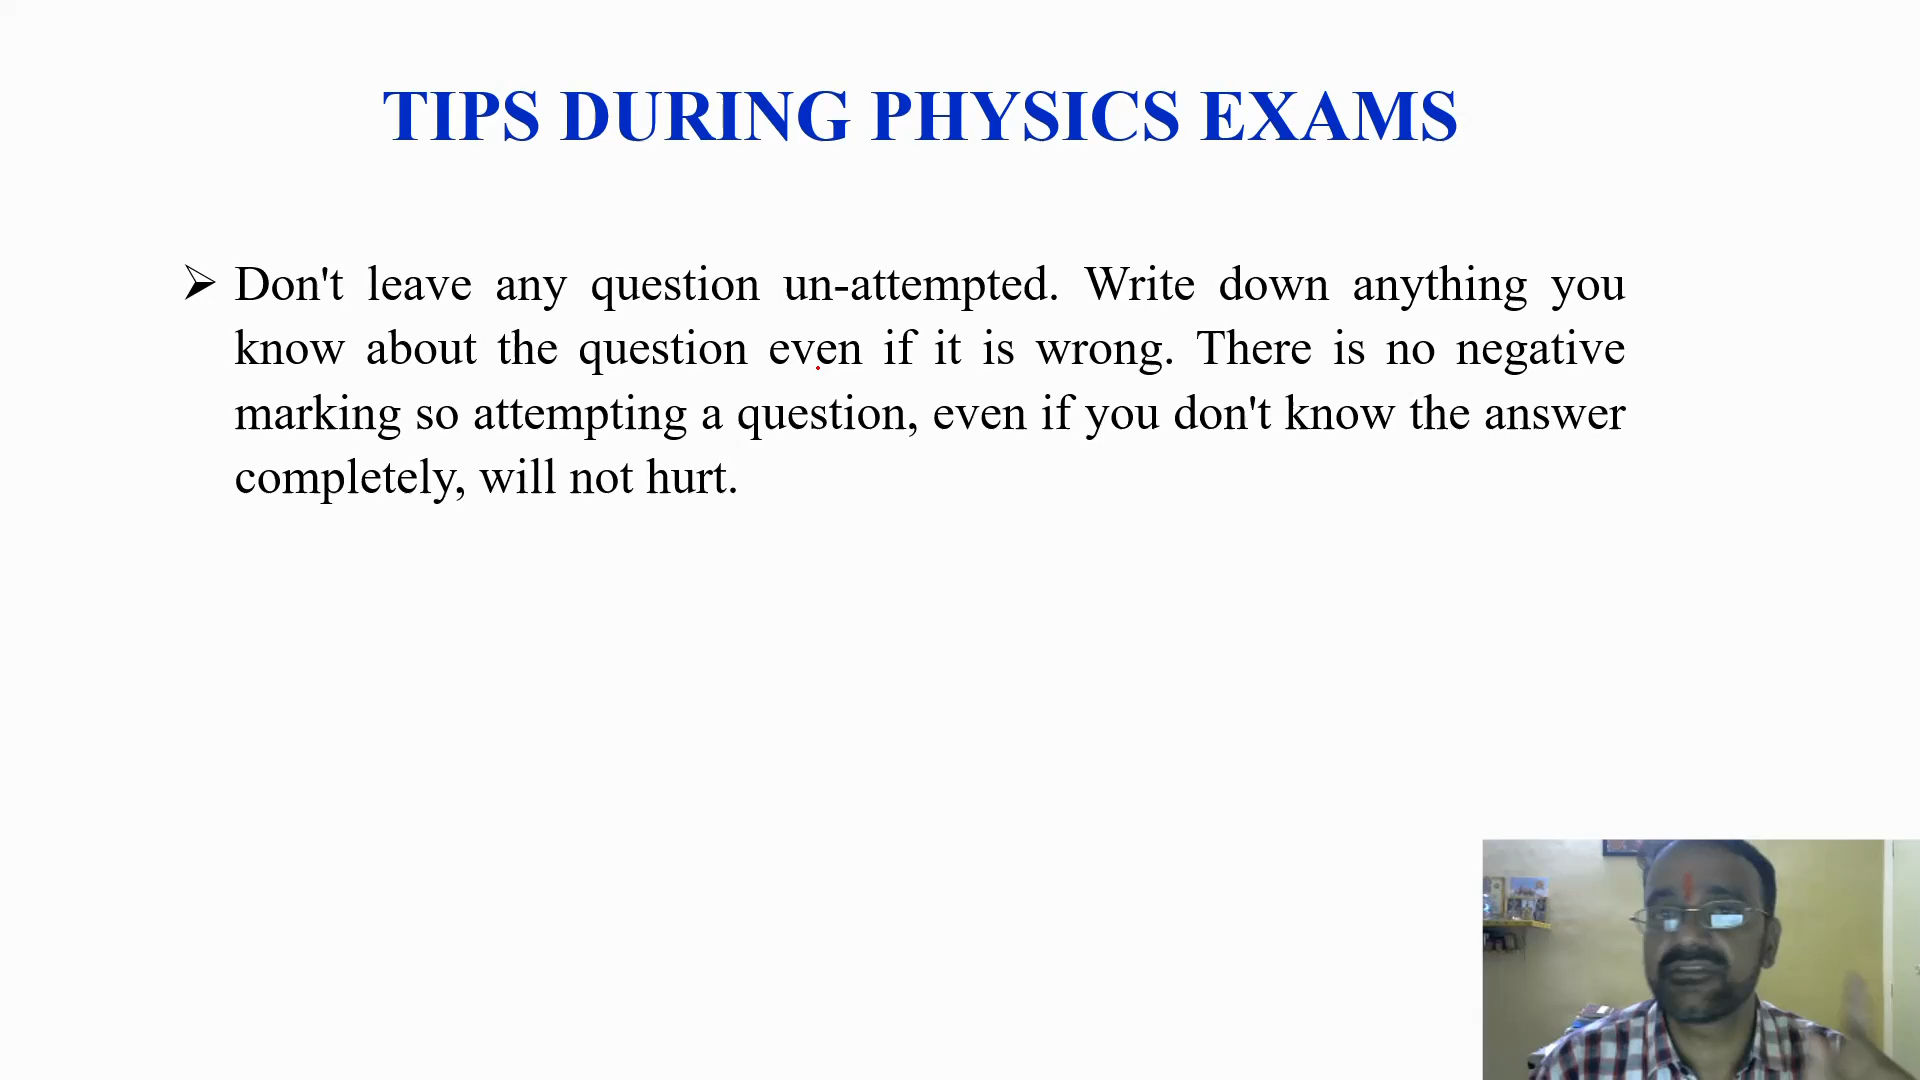 TIPS DURING PHYSICS EXAMS
➢ Don't leave any question un-attempted. Write down anything you
know about the question even if it is wrong. There is no negative
marking so attempting a question, even if you don't know the answer
completely, will not hurt.